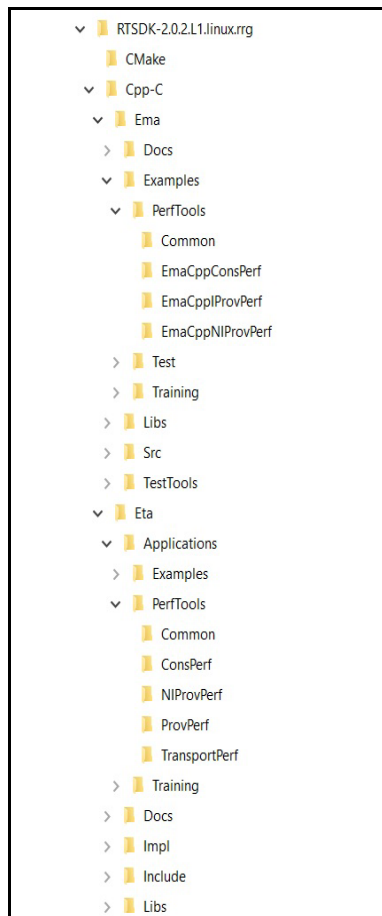 RTSDK-2.0.2.L1.linux.rrg
CMake
Cpp-C
Ema
Docs
Examples
PerfTools
Common
EmaCppConsPerf
EmaCppIProvPerf
EmaCppNIProvPerf
Test
Training
Libs
Src
TestTools
Eta
Applications
Examples
PerfTools
Common
ConsPerf
NIProvPerf
ProvPerf
TransportPerf
Training
Docs
Impl
Include
Libs